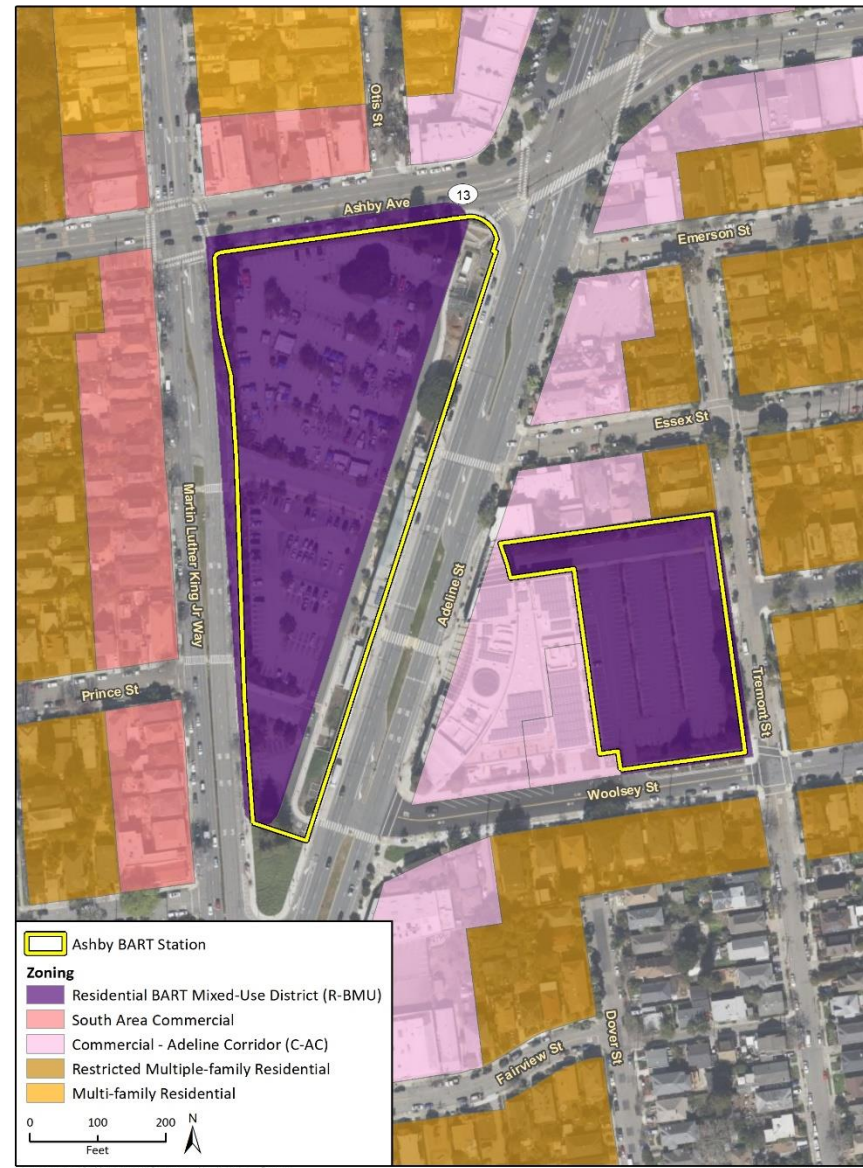 Otis St
13
Ashby Ave
Emerson St
Essex St
Martin Luther King Jr Way
Adeline St
Prince St
Tremont St
Woolsey St
Dover St
Fairview St
Ashby BART Station
Zoning
Residential BART Mixed-Use District (R-BMU)
South Area Commercial
Commercial - Adeline Corridor (C-AC)
Restricted Multiple-family Residential
Multi-family Residential
0 100 200
Feet
N